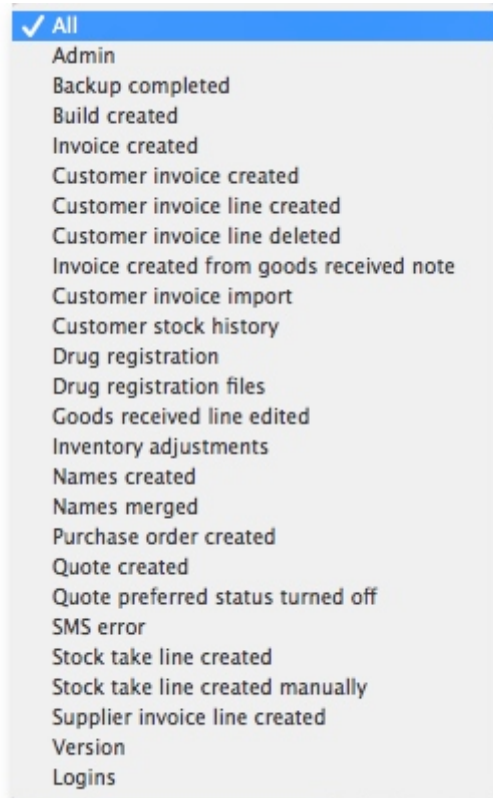 All
Admin
Backup completed
Build created
Invoice created
Customer invoice created
Customer invoice line created
Customer invoice line deleted
Invoice created from goods received note
Customer invoice import
Customer stock history
Drug registration
Drug registration files
Goods received line edited
Inventory adjustments
Names created
Names merged
Purchase order created
Quote created
Quote preferred status turned off
SMS error
Stock take line created
Stock take line created manually
Supplier invoice line created
Version
Logins